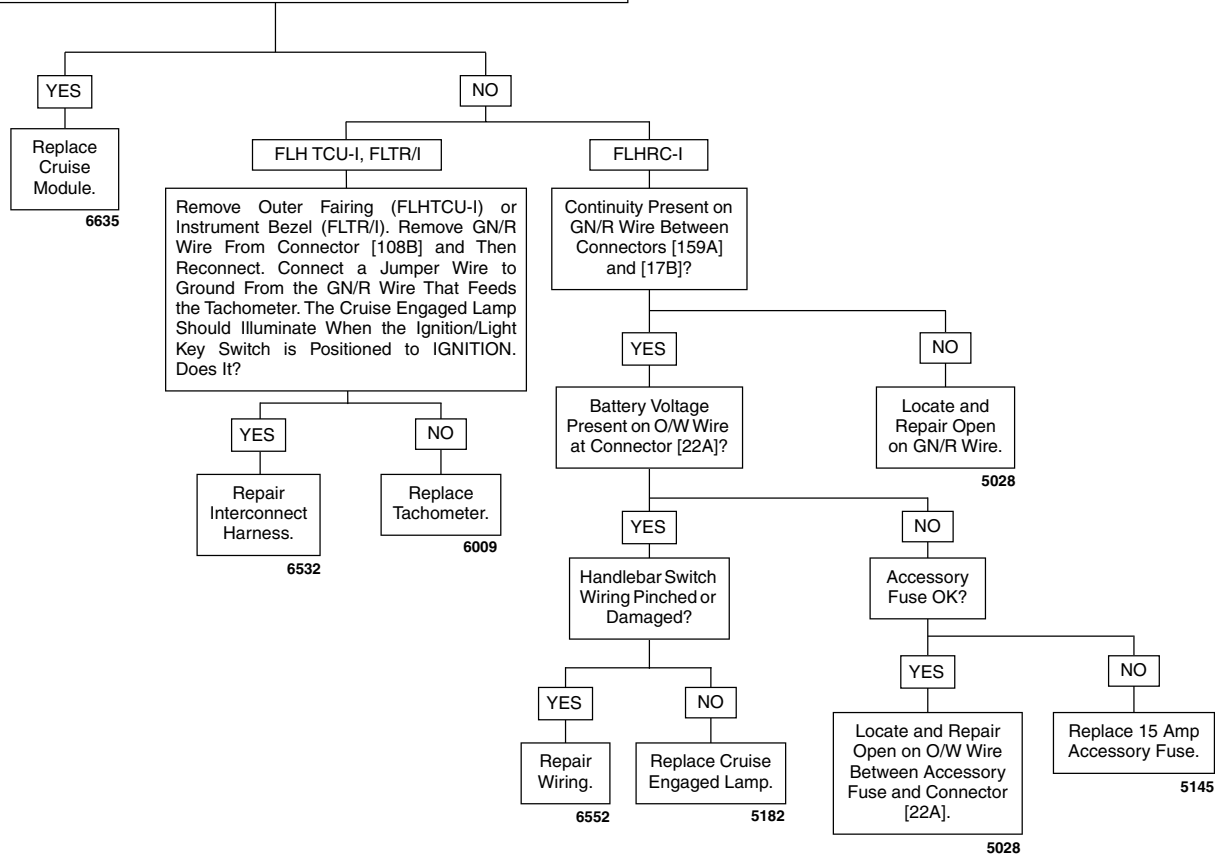 YES
NO
Replace
Cruise
Module.
6635
FLH TCU-I, FLTR/I
FLHRC-I
Remove Outer Fairing (FLHTCU-I) or
Instrument Bezel (FLTR/I). Remove GN/R
Wire From Connector [108B] and Then
Reconnect. Connect a Jumper Wire to
Ground From the GN/R Wire That Feeds
the Tachometer. The Cruise Engaged Lamp
Should Illuminate When the Ignition/Light
Key Switch is Positioned to IGNITION.
Does It?
Continuity Present on
GN/R Wire Between
Connectors [159A]
and [17B]?
YES
NO
Repair
Interconnect
Harness.
6532
Replace
Tachometer.
6009
YES
NO
Battery Voltage
Present on O/W Wire
at Connector [22A]?
Locate and
Repair Open
on GN/R Wire.
5028
YES
NO
Handlebar Switch
Wiring Pinched or
Damaged?
Accessory
Fuse OK?
YES
NO
Repair
Wiring.
6552
Replace Cruise
Engaged Lamp.
5182
YES
NO
Locate and Repair
Open on O/W Wire
Between Accessory
Fuse and Connector
[22A].
5028
Replace 15 Amp
Accessory Fuse.
5145